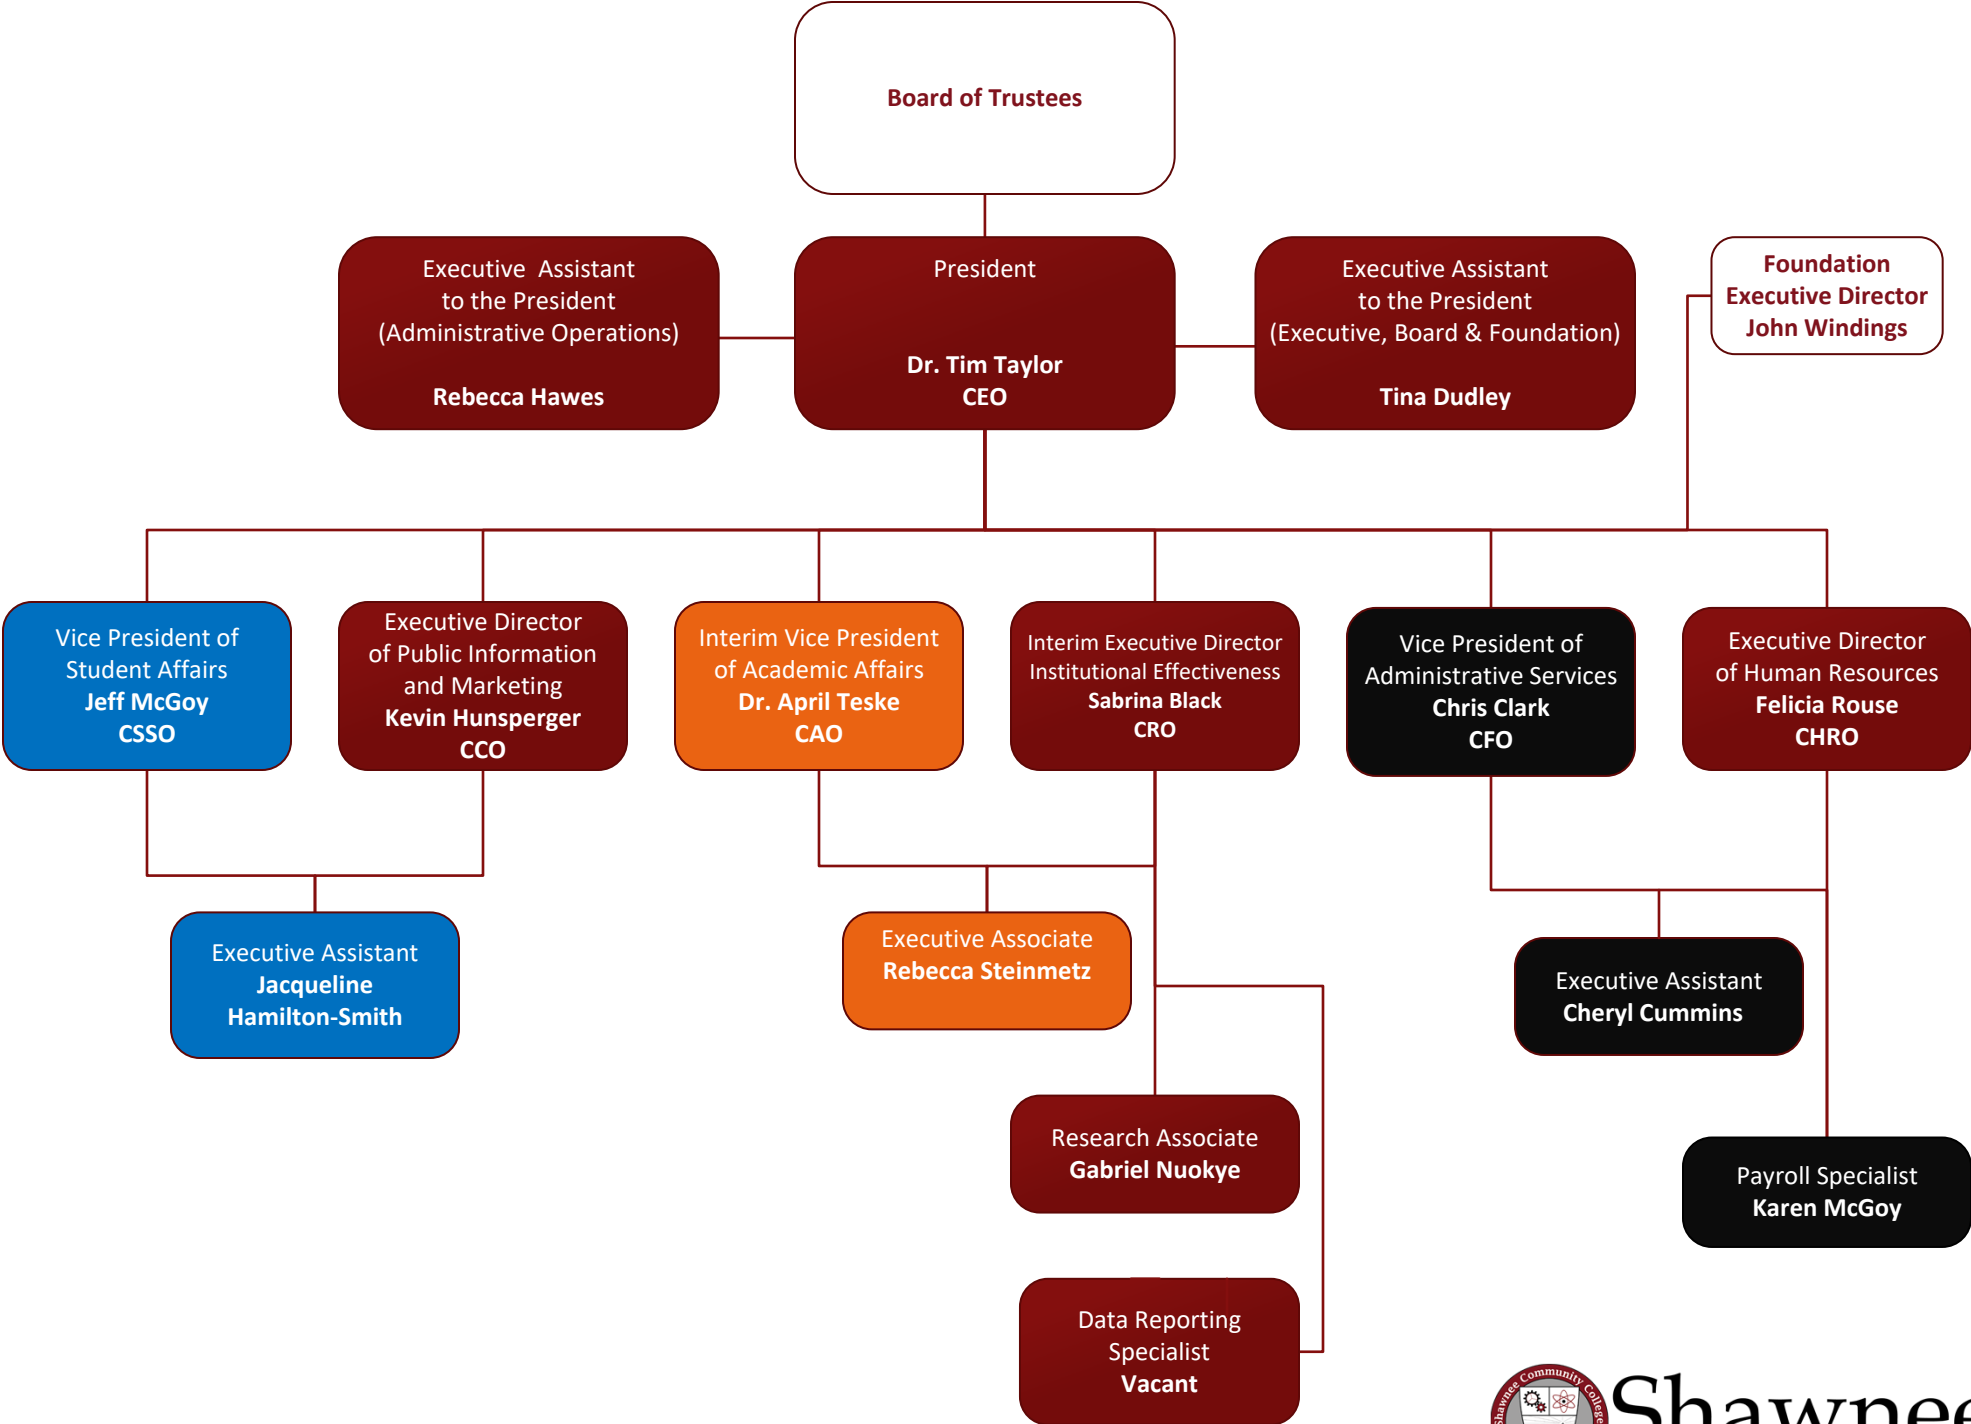 Board of Trustees
Executive Assistant
to the President
(Administrative Operations)
Rebecca Hawes
President
Dr. Tim Taylor
CEO
Executive Assistant
to the President
(Executive, Board & Foundation)
Tina Dudley
Foundation
Executive Director
John Windings
Vice President of
Student Affairs
Jeff McGoy
CSSO
Executive Director
of Public Information
and Marketing
Kevin Hunsperger
CCO
Interim Vice President
of Academic Affairs
Dr. April Teske
CAO
Interim Executive Director
Institutional Effectiveness
Sabrina Black
CRO
Vice President of
Administrative Services
Chris Clark
CFO
Executive Director
of Human Resources
Felicia Rouse
CHRO
Executive Assistant
Jacqueline
Hamilton-Smith
Executive Associate
Rebecca Steinmetz
Executive Assistant
Cheryl Cummins
Research Associate
Gabriel Nuokye
Payroll Specialist
Karen McGoy
Data Reporting
Specialist
Vacant
Shawnee Community College
Shawnee